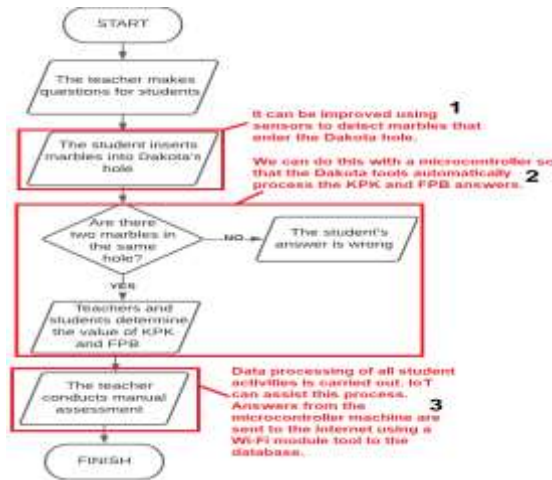 START
The teacher makes
questions for students
It can be improved using 1
sensors to detect marbles that
enter the Dakota hole.
The student inserts
marbles into Dakota's
hole
We can do this with a microcontroller so
that the Dakota tools automatically
process the KPK and FPB answers. 2
Are there
two marbles in
the same
hole?
NO
The student's
answer is wrong
YES
Teachers and
students determine
the value of KPK
and FPB
Data processing of all student
activities is carried out. IoT
can assist this process.
Answers from the 3
microcontroller machine are
sent to the Internet using a
Wi-Fi module tool to the
database.
The teacher
conducts manual
assessment
FINISH